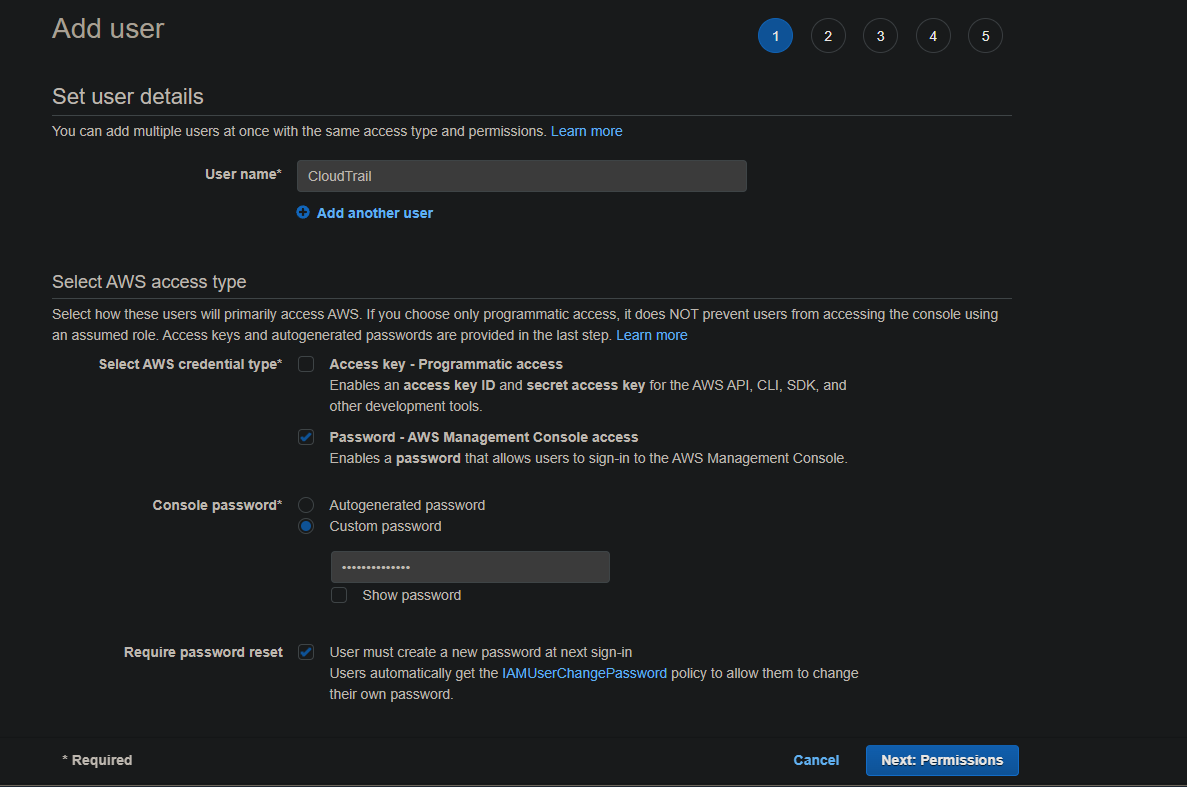 Add user
1 2 3 4 5
Set user details
You can add multiple users at once with the same access type and permissions. Learn more
User name* CloudTrail
Add another user
Select AWS access type
Select how these users will primarily access AWS. If you choose only programmatic access, it does NOT prevent users from accessing the console using
an assumed role. Access keys and autogenerated passwords are provided in the last step. Learn more
Select AWS credential type* Access key - Programmatic access
Enables an access key ID and secret access key for the AWS API, CLI, SDK, and
other development tools.
Password - AWS Management Console access
Enables a password that allows users to sign-in to the AWS Management Console.
Console password* Autogenerated password
Custom password
••••••••••••••
Show password
Require password reset User must create a new password at next sign-in
Users automatically get the IAMUserChangePassword policy to allow them to change
their own password.
* Required Cancel Next: Permissions